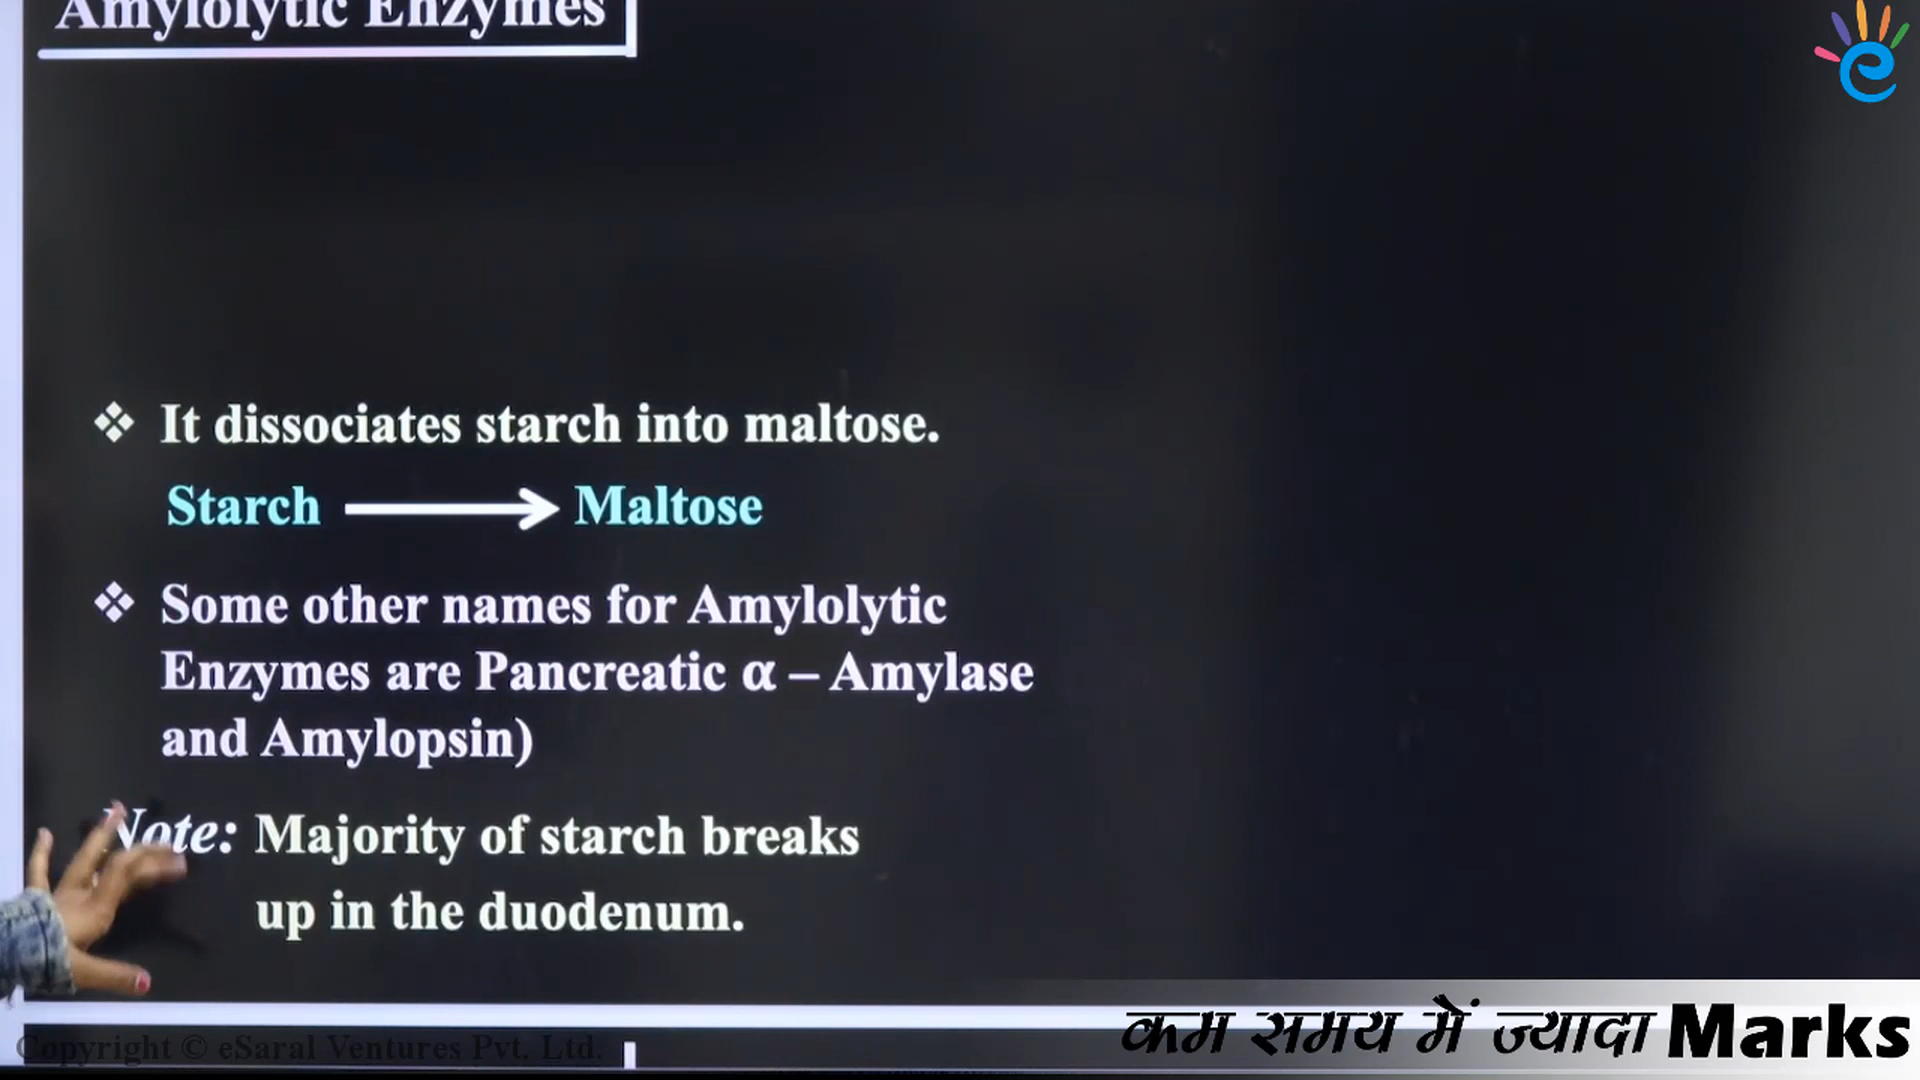 Amylolytic Enzymes
❖ It dissociates starch into maltose.
Starch ⟶ Maltose
❖ Some other names for Amylolytic
Enzymes are Pancreatic α – Amylase
and Amylopsin)
Note: Majority of starch breaks
up in the duodenum.
कम समय में ज्यादा Marks
Copyright © eSaral Ventures Pvt. Ltd.